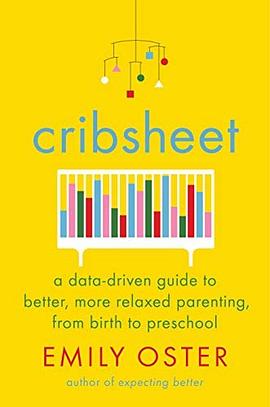 cribsheet
a data-driven guide to
better, more relaxed parenting,
from birth to preschool
EMILY OSTER
author of expecting better